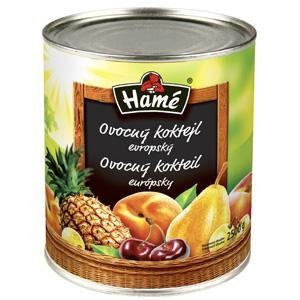 Hamé
Ovocný koktejl
evropský
Ovocný kokteil
európsky